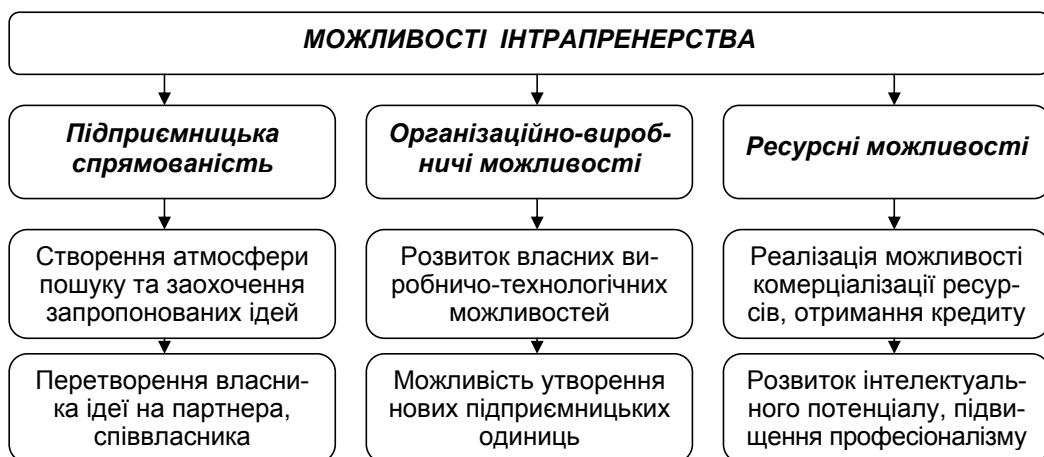 МОЖЛИВОСТІ ІНТРАПРЕНЕРСТВА
Підприємницька
спрямованість
Організаційно-вироб-
ничі можливості
Ресурсні можливості
Створення атмосфери
пошуку та заохочення
запропонованих ідей
Розвиток власних ви-
робничо-технологічних
можливостей
Реалізація можливості
комерціалізації ресур-
сів, отримання кредиту
Перетворення власни-
ка ідеї на партнера,
співвласника
Можливість утворення
нових підприємницьких
одиниць
Розвиток інтелектуаль-
ного потенціалу, підви-
щення професіоналізму